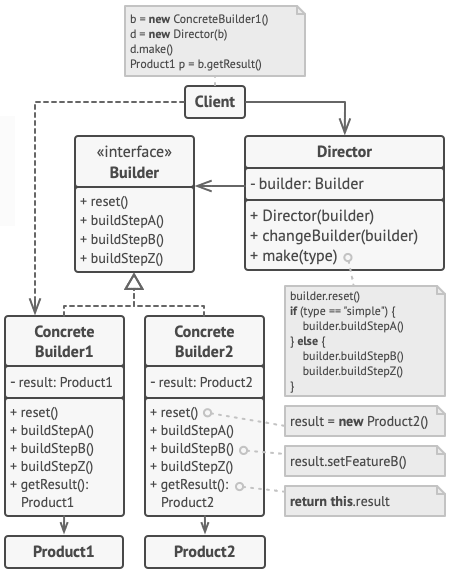 b = new ConcreteBuilder1()
d = new Director(b)
d.make()
Product1 p = b.getResult()
Client
«interface»
Builder
+ reset()
+ buildStepA()
+ buildStepB()
+ buildStepZ()
Director
- builder: Builder
+ Director(builder)
+ changeBuilder(builder)
+ make(type)
builder.reset()
if (type == "simple") {
builder.buildStepA()
} else {
builder.buildStepB()
builder.buildStepZ()
}
Concrete
Builder1
- result: Product1
+ reset()
+ buildStepA()
+ buildStepB()
+ buildStepZ()
+ getResult():
Product1
Concrete
Builder2
- result: Product2
+ reset()
+ buildStepA()
+ buildStepB()
+ buildStepZ()
+ getResult():
Product2
result = new Product2()
result.setFeatureB()
return this.result
Product1
Product2